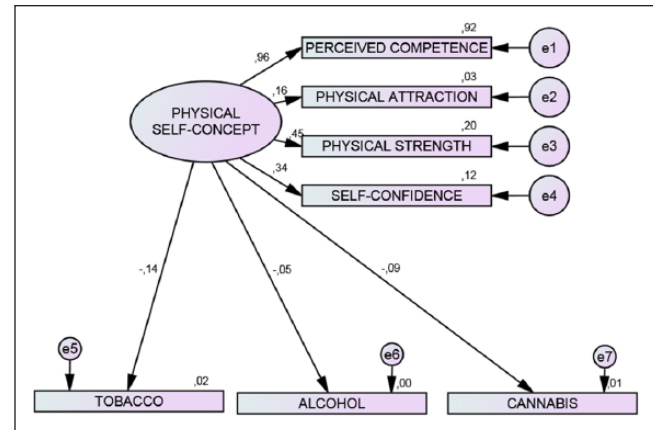 ,92
PERCEIVED COMPETENCE
e1
,96
,03
PHYSICAL ATTRACTION
e2
,16
PHYSICAL
SELF-CONCEPT
,20
PHYSICAL STRENGTH
e3
,45
,12
SELF-CONFIDENCE
e4
,34
-,14
-,05
-,09
e5
e6
e7
,02
TOBACCO
,00
ALCOHOL
,01
CANNABIS